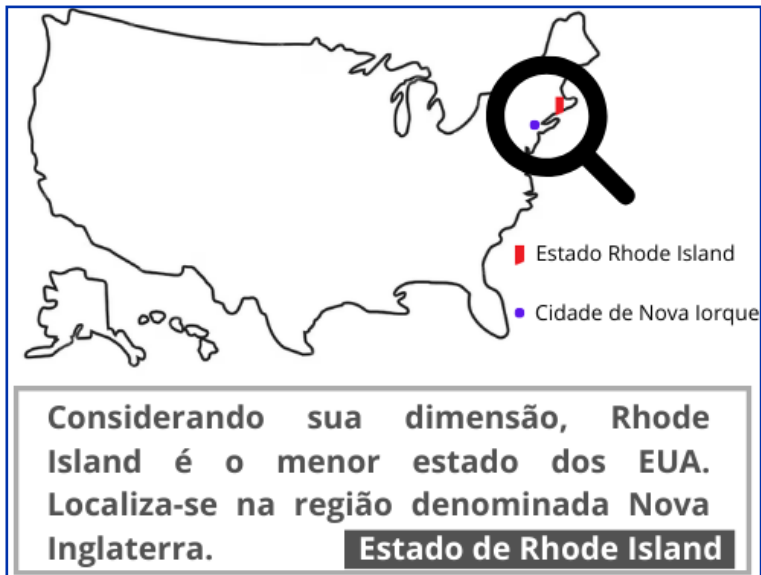 Estado Rhode Island
Cidade de Nova Iorque
Considerando sua dimensão, Rhode
Island é o menor estado dos EUA.
Localiza-se na região denominada Nova
Inglaterra.
Estado de Rhode Island